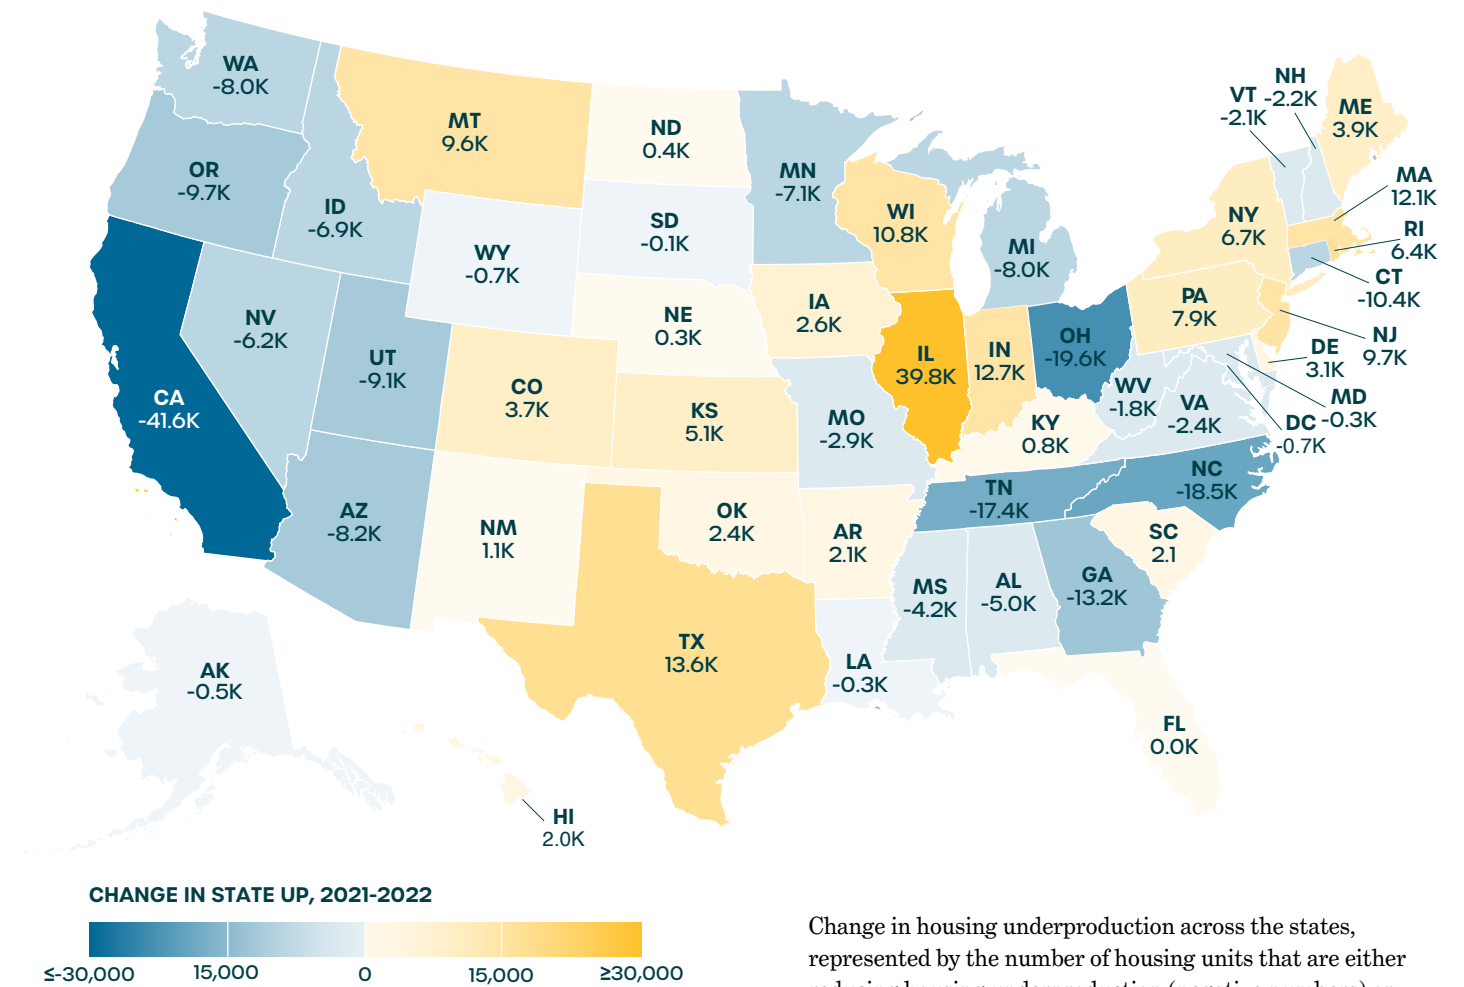 WA
-8.0K
OR
-9.7K
CA
-41.6K
NV
-6.2K
ID
-6.9K
MT
9.6K
WY
-0.7K
UT
-9.1K
AZ
-8.2K
CO
3.7K
NM
1.1K
ND
0.4K
SD
-0.1K
NE
0.3K
KS
5.1K
OK
2.4K
TX
13.6K
MN
-7.1K
IA
2.6K
MO
-2.9K
AR
2.1K
LA
-0.3K
WI
10.8K
IL
39.8K
MI
-8.0K
IN
12.7K
OH
-19.6K
KY
0.8K
TN
-17.4K
MS
-4.2K
AL
-5.0K
GA
-13.2K
FL
0.0K
SC
2.1
NC
-18.5K
VA
-2.4K
WV
-1.8K
PA
7.9K
NY
6.7K
VT
-2.1K
NH
-2.2K
ME
3.9K
MA
12.1K
RI
6.4K
CT
-10.4K
NJ
9.7K
DE
3.1K
MD
-0.3K
DC
-0.7K
AK
-0.5K
HI
2.0K
CHANGE IN STATE UP, 2021-2022
≤-30,000 15,000 0 15,000 ≥30,000
Change in housing underproduction across the states,
represented by the number of housing units that are either
reducing housing underproduction (negative numbers) or